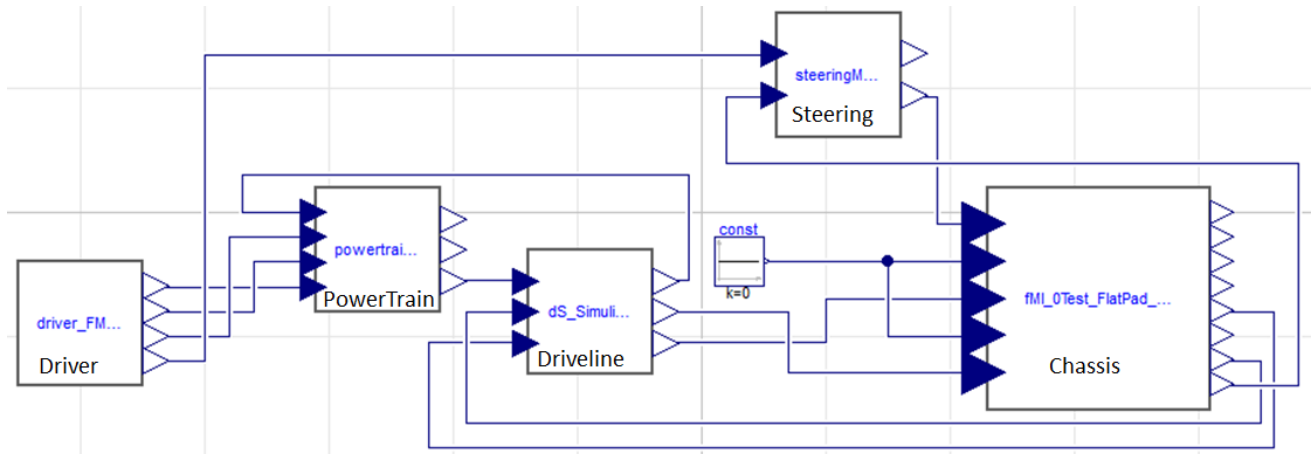 steeringM...
Steering
powertrai...
PowerTrain
const
k=0
driver_FM...
Driver
dS_Simuli...
Driveline
fMI_0Test_FlatPad_...
Chassis